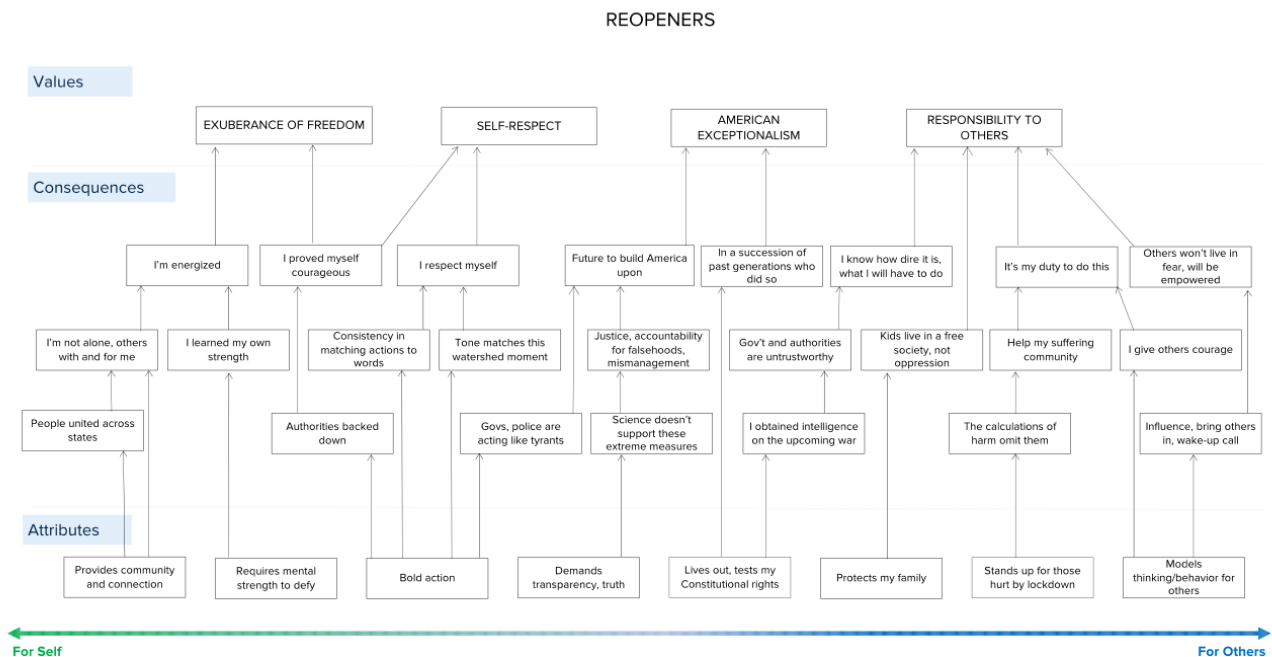 REOPENERS
Values
EXUBERANCE OF FREEDOM
SELF-RESPECT
AMERICAN
EXCEPTIONALISM
RESPONSIBILITY TO
OTHERS
Consequences
I'm energized
I proved myself
courageous
I respect myself
Future to build America
upon
In a succession of
past generations who
did so
I know how dire it is,
what I will have to do
It's my duty to do this
Others won't live in
fear, will be
empowered
I'm not alone, others
with and for me
I learned my own
strength
Consistency in
matching actions to
words
Tone matches this
watershed moment
Justice, accountability
for falsehoods,
mismanagement
Gov't and authorities
are untrustworthy
Kids live in a free
society, not
oppression
Help my suffering
community
I give others courage
People united across
states
Authorities backed
down
Govs, police are
acting like tyrants
Science doesn't
support these
extreme measures
I obtained intelligence
on the upcoming war
The calculations of
harm omit them
Influence, bring others
in, wake-up call
Attributes
Provides community
and connection
Requires mental
strength to defy
Bold action
Demands
transparency, truth
Lives out, tests my
Constitutional rights
Protects my family
Stands up for those
hurt by lockdown
Models
thinking/behavior for
others
For Self
For Others